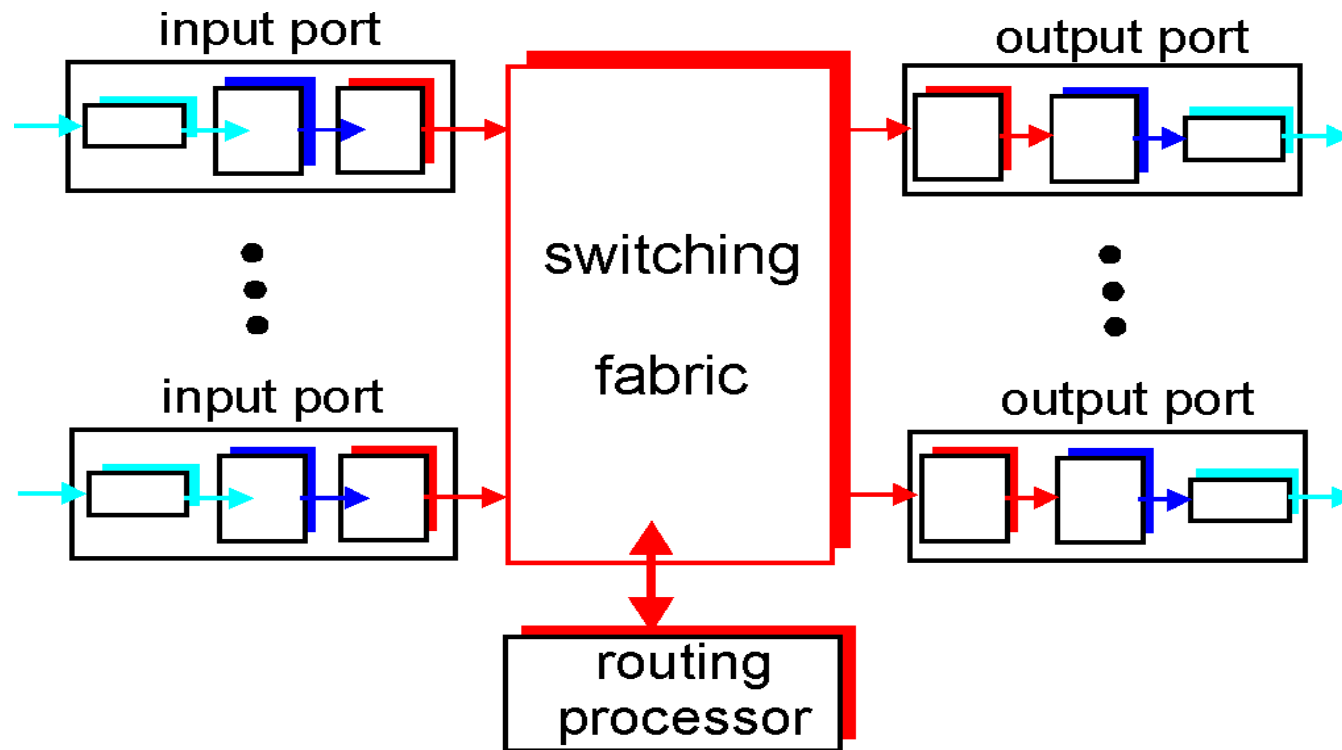 input port
output port
switching
fabric
input port
output port
routing
processor